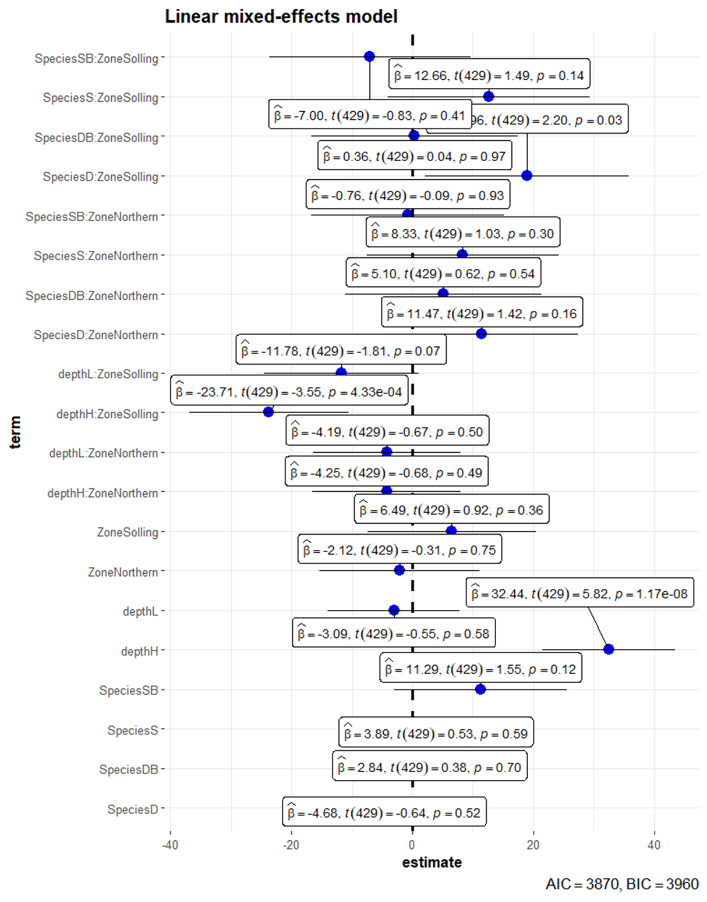 Linear mixed-effects model
term
SpeciesSB:ZoneSolling
β̂ = 12.66, t(429) = 1.49, p = 0.14
SpeciesS:ZoneSolling
β̂ = -7.00, t(429) = -0.83, p = 0.41
96, t(429) = 2.20, p = 0.03
SpeciesDB:ZoneSolling
β̂ = 0.36, t(429) = 0.04, p = 0.97
SpeciesD:ZoneSolling
β̂ = -0.76, t(429) = -0.09, p = 0.93
SpeciesSB:ZoneNorthern
β̂ = 8.33, t(429) = 1.03, p = 0.30
SpeciesS:ZoneNorthern
β̂ = 5.10, t(429) = 0.62, p = 0.54
SpeciesDB:ZoneNorthern
β̂ = 11.47, t(429) = 1.42, p = 0.16
SpeciesD:ZoneNorthern
β̂ = -11.78, t(429) = -1.81, p = 0.07
depthL:ZoneSolling
β̂ = -23.71, t(429) = -3.55, p = 4.33e-04
depthH:ZoneSolling
β̂ = -4.19, t(429) = -0.67, p = 0.50
depthL:ZoneNorthern
β̂ = -4.25, t(429) = -0.68, p = 0.49
depthH:ZoneNorthern
β̂ = 6.49, t(429) = 0.92, p = 0.36
ZoneSolling
β̂ = -2.12, t(429) = -0.31, p = 0.75
ZoneNorthern
β̂ = 32.44, t(429) = 5.82, p = 1.17e-08
depthL
β̂ = -3.09, t(429) = -0.55, p = 0.58
depthH
β̂ = 11.29, t(429) = 1.55, p = 0.12
SpeciesSB
SpeciesS
β̂ = 3.89, t(429) = 0.53, p = 0.59
SpeciesDB
β̂ = 2.84, t(429) = 0.38, p = 0.70
SpeciesD
β̂ = -4.68, t(429) = -0.64, p = 0.52
-40 -20 0 20 40
estimate
AIC = 3870, BIC = 3960